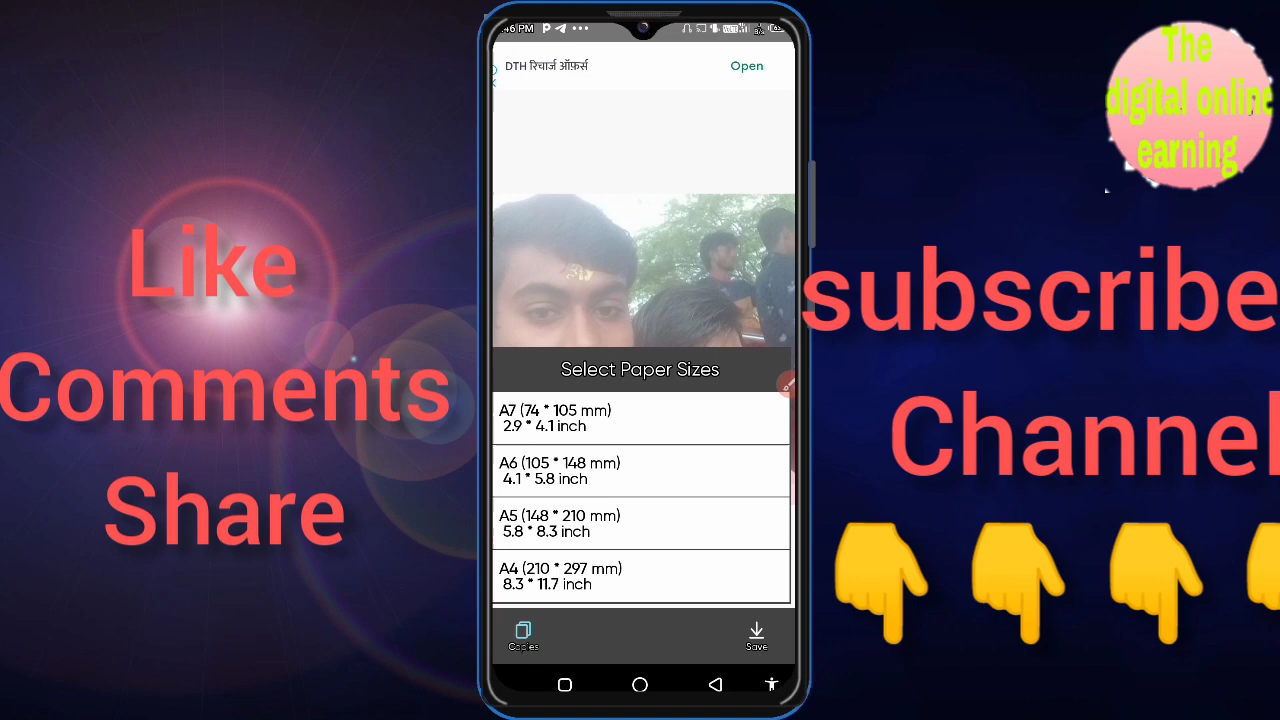 Like
Comments
Share
:46 PM
DTH रिचार्ज ऑफ़र्स
Open
Select Paper Sizes
A7 (74 * 105 mm)
2.9 * 4.1 inch
A6 (105 * 148 mm)
4.1 * 5.8 inch
A5 (148 * 210 mm)
5.8 * 8.3 inch
A4 (210 * 297 mm)
8.3 * 11.7 inch
Copies
Save
The
digital online
earning
subscribe
Channel